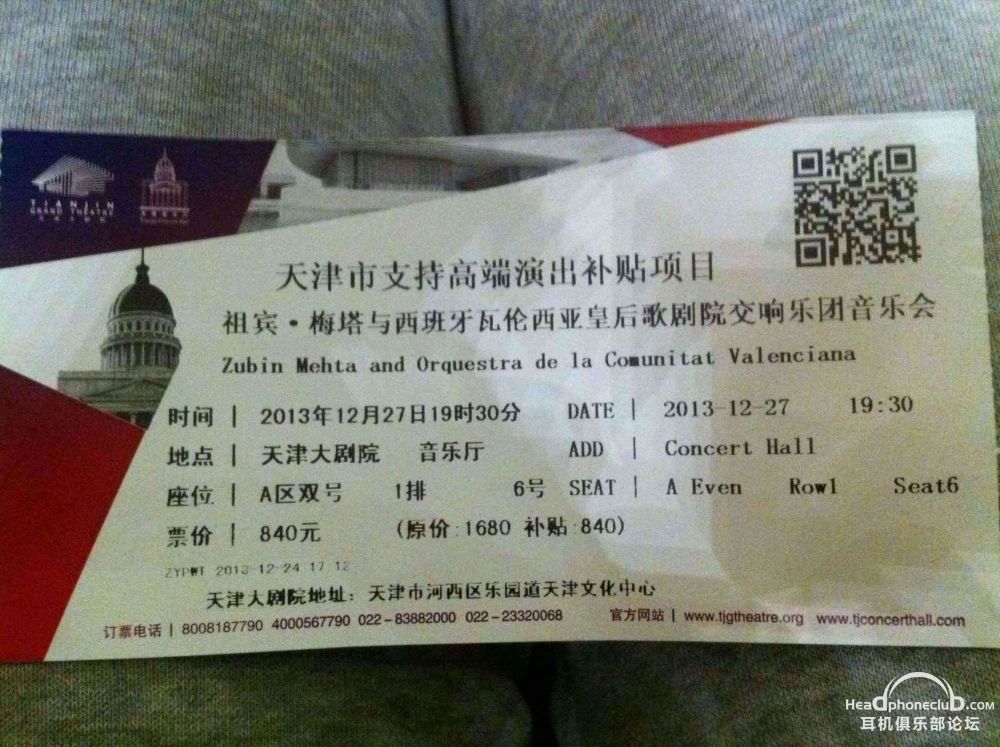 TIANJIN
GRAND THEATRE
天津市支持高端演出补贴项目
祖宾·梅塔与西班牙瓦伦西亚皇后歌剧院交响乐团音乐会
Zubin Mehta and Orquestra de la Comunitat Valenciana
时间 | 2013年12月27日19时30分 DATE | 2013-12-27 19:30
地点 | 天津大剧院 音乐厅 ADD | Concert Hall
座位 | A区双号 1排 6号 SEAT | A Even Row1 Seat6
票价 | 840元 (原价:1680 补贴:840)
ZYPWT 2013-12-24 17 12
天津大剧院地址: 天津市河西区乐园道天津文化中心
订票电话 | 8008187790 4000567790 022-83882000 022-23320068 官方网站 | www.tjgtheatre.org www.tjconcerthall.com
HeadphoneclubD.com
耳机俱乐部论坛